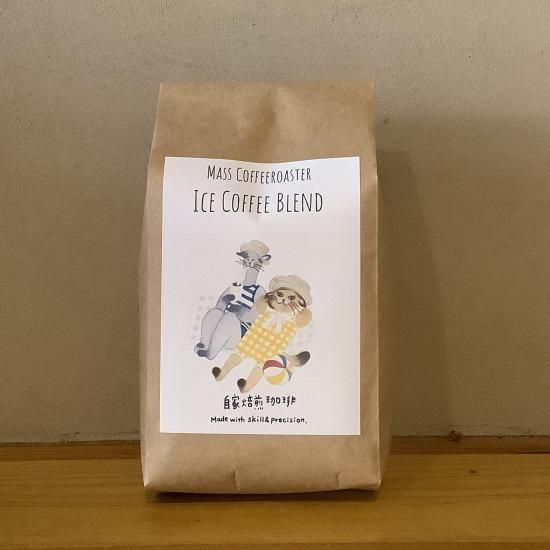 Mass Coffeeroaster
Ice Coffee Blend
自家焙煎珈琲
Made with skill&precision.